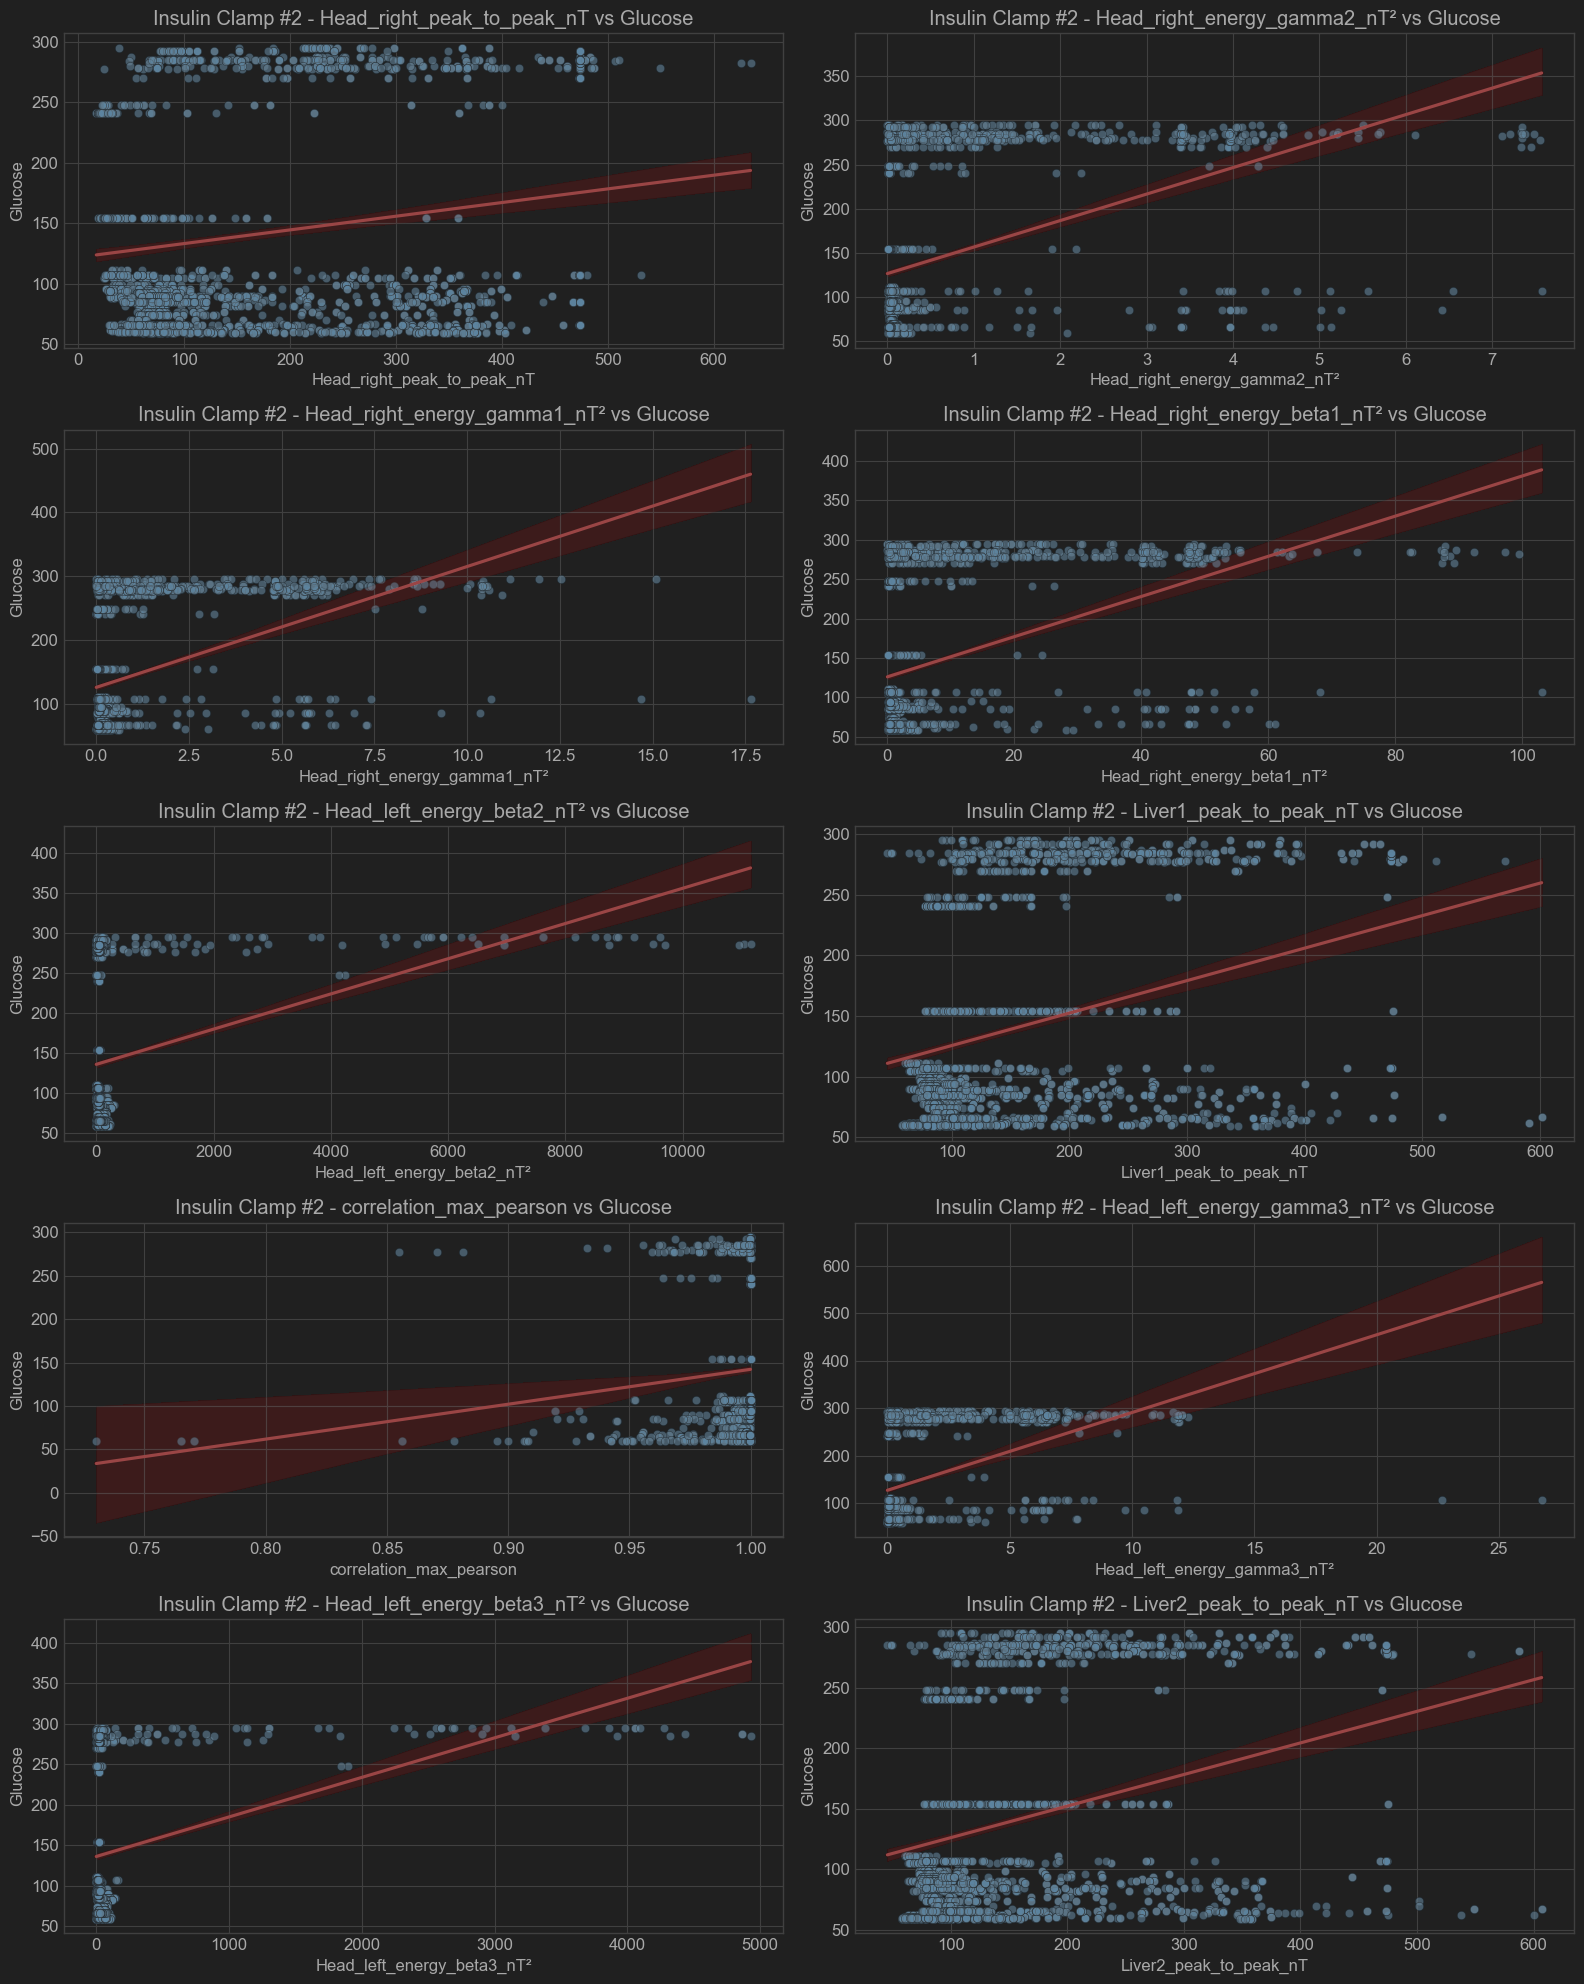 Insulin Clamp #2 - Head_right_peak_to_peak_nT vs Glucose
300
250
200
150
100
50
Glucose
0 100 200 300 400 500 600
Head_right_peak_to_peak_nT
Insulin Clamp #2 - Head_right_energy_gamma2_nT² vs Glucose
350
300
250
200
150
100
50
Glucose
0 1 2 3 4 5 6 7
Head_right_energy_gamma2_nT²
Insulin Clamp #2 - Head_right_energy_gamma1_nT² vs Glucose
500
400
300
200
100
Glucose
0.0 2.5 5.0 7.5 10.0 12.5 15.0 17.5
Head_right_energy_gamma1_nT²
Insulin Clamp #2 - Head_right_energy_beta1_nT² vs Glucose
400
350
300
250
200
150
100
50
Glucose
0 20 40 60 80 100
Head_right_energy_beta1_nT²
Insulin Clamp #2 - Head_left_energy_beta2_nT² vs Glucose
400
350
300
250
200
150
100
50
Glucose
0 2000 4000 6000 8000 10000
Head_left_energy_beta2_nT²
Insulin Clamp #2 - Liver1_peak_to_peak_nT vs Glucose
300
250
200
150
100
50
Glucose
100 200 300 400 500 600
Liver1_peak_to_peak_nT
Insulin Clamp #2 - correlation_max_pearson vs Glucose
300
250
200
150
100
50
0
−50
Glucose
0.75 0.80 0.85 0.90 0.95 1.00
correlation_max_pearson
Insulin Clamp #2 - Head_left_energy_gamma3_nT² vs Glucose
600
500
400
300
200
100
Glucose
0 5 10 15 20 25
Head_left_energy_gamma3_nT²
Insulin Clamp #2 - Head_left_energy_beta3_nT² vs Glucose
400
350
300
250
200
150
100
50
Glucose
0 1000 2000 3000 4000 5000
Head_left_energy_beta3_nT²
Insulin Clamp #2 - Liver2_peak_to_peak_nT vs Glucose
300
250
200
150
100
50
Glucose
100 200 300 400 500 600
Liver2_peak_to_peak_nT